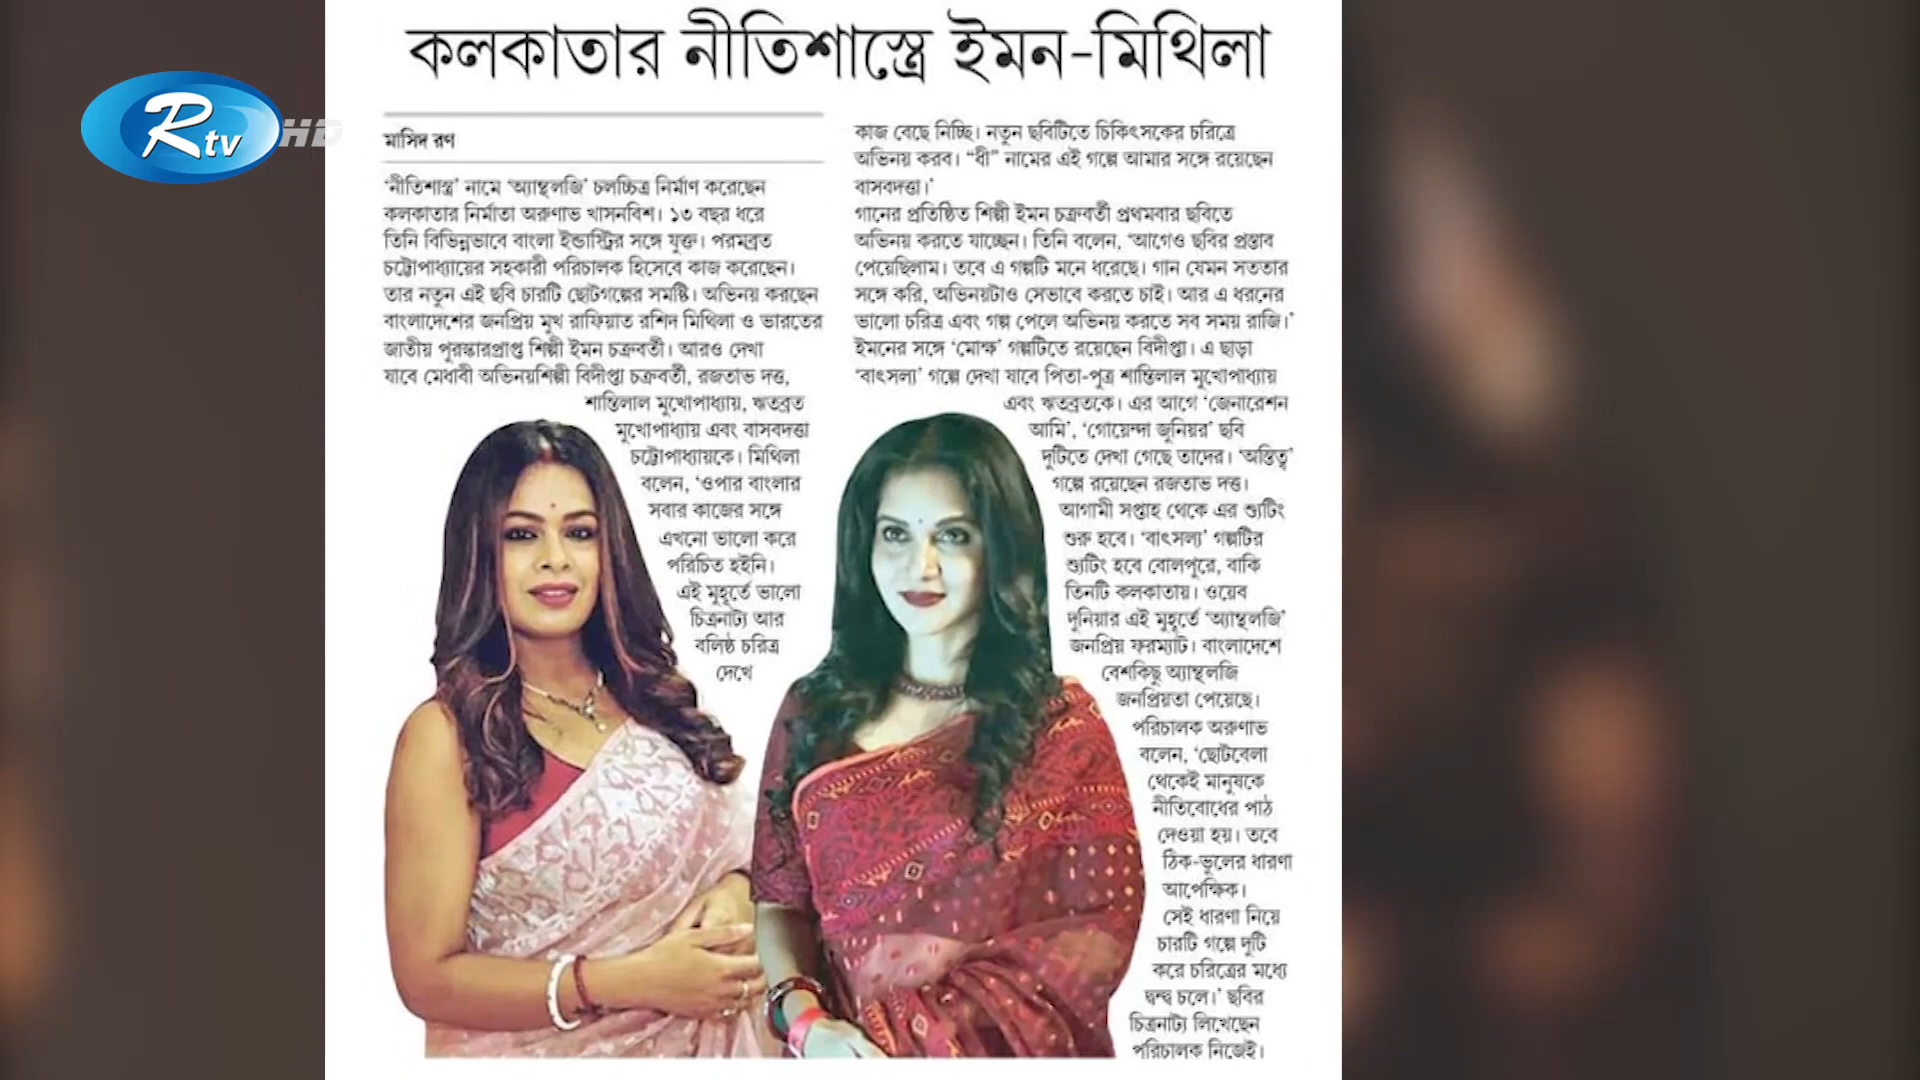 কলকাতার নীতিশাস্ত্রে ইমন-মিথিলা
Rtv HD
মাসিদ রণ
‘নীতিশাস্ত্র’ নামে ‘অ্যান্থলজি’ চলচ্চিত্র নির্মাণ করেছেন
কলকাতার নির্মাতা অরুণাভ খাসনবিশ। ১৩ বছর ধরে
তিনি বিভিন্নভাবে বাংলা ইন্ডাস্ট্রির সঙ্গে যুক্ত। পরমব্রত
চট্টোপাধ্যায়ের সহকারী পরিচালক হিসেবে কাজ করেছেন।
তার নতুন এই ছবি চারটি ছোটগল্পের সমষ্টি। অভিনয় করছেন
বাংলাদেশের জনপ্রিয় মুখ রাফিয়াত রশিদ মিথিলা ও ভারতের
জাতীয় পুরস্কারপ্রাপ্ত শিল্পী ইমন চক্রবর্তী। আরও দেখা
যাবে মেধাবী অভিনয়শিল্পী বিদীপ্তা চক্রবর্তী, রজতাভ দত্ত,
শান্তিলাল মুখোপাধ্যায়, ঋতব্রত
মুখোপাধ্যায় এবং বাসবদত্তা
চট্টোপাধ্যায়কে। মিথিলা
বলেন, ‘ওপার বাংলার
সবার কাজের সঙ্গে
এখনো ভালো করে
পরিচিত হইনি।
এই মুহূর্তে ভালো
চিত্রনাট্য আর
বলিষ্ঠ চরিত্র
দেখে
কাজ বেছে নিচ্ছি। নতুন ছবিটিতে চিকিৎসকের চরিত্রে
অভিনয় করব। “ধী” নামের এই গল্পে আমার সঙ্গে রয়েছেন
বাসবদত্তা।’
গানের প্রতিষ্ঠিত শিল্পী ইমন চক্রবর্তী প্রথমবার ছবিতে
অভিনয় করতে যাচ্ছেন। তিনি বলেন, ‘আগেও ছবির প্রস্তাব
পেয়েছিলাম। তবে এ গল্পটি মনে ধরেছে। গান যেমন সততার
সঙ্গে করি, অভিনয়টাও সেভাবে করতে চাই। আর এ ধরনের
ভালো চরিত্র এবং গল্প পেলে অভিনয় করতে সব সময় রাজি।’
ইমনের সঙ্গে ‘মোক্ষ’ গল্পটিতে রয়েছেন বিদীপ্তা। এ ছাড়া
‘বাৎসল্য’ গল্পে দেখা যাবে পিতা-পুত্র শান্তিলাল মুখোপাধ্যায়
এবং ঋতব্রতকে। এর আগে ‘জেনারেশন
আমি’, ‘গোয়েন্দা জুনিয়র’ ছবি
দুটিতে দেখা গেছে তাদের। ‘অস্তিত্ব’
গল্পে রয়েছেন রজতাভ দত্ত।
আগামী সপ্তাহ থেকে এর শ্যুটিং
শুরু হবে। ‘বাৎসল্য’ গল্পটির
শ্যুটিং হবে বোলপুরে, বাকি
তিনটি কলকাতায়। ওয়েব
দুনিয়ার এই মুহূর্তে ‘অ্যান্থলজি’
জনপ্রিয় ফরম্যাট। বাংলাদেশে
বেশকিছু অ্যান্থলজি
জনপ্রিয়তা পেয়েছে।
পরিচালক অরুণাভ
বলেন, ‘ছোটবেলা
থেকেই মানুষকে
নীতিবোধের পাঠ
দেওয়া হয়। তবে
ঠিক-ভুলের ধারণা
আপেক্ষিক।
সেই ধারণা নিয়ে
চারটি গল্পে দুটি
করে চরিত্রের মধ্যে
দ্বন্দ্ব চলে।’ ছবির
চিত্রনাট্য লিখেছেন
পরিচালক নিজেই।